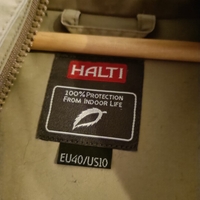 HALTI
100% PROTECTION
FROM INDOOR LIFE
EU40/US10